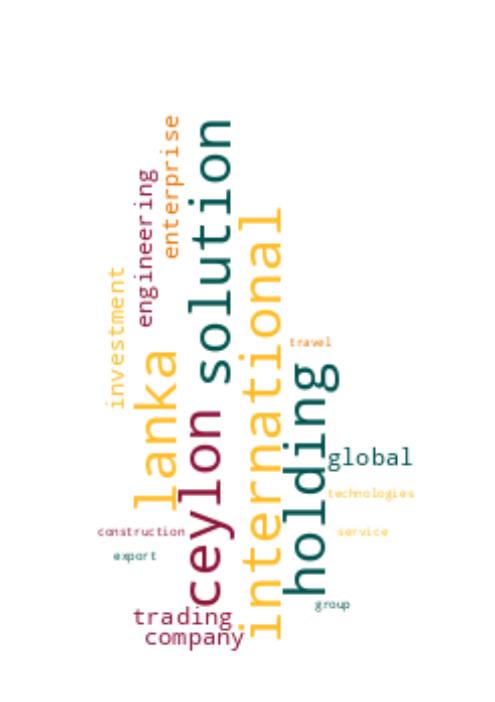 enterprise
solution
engineering
international
investment
travel
lanka
holding
ceylon
global
technologies
construction
service
export
group
trading
company